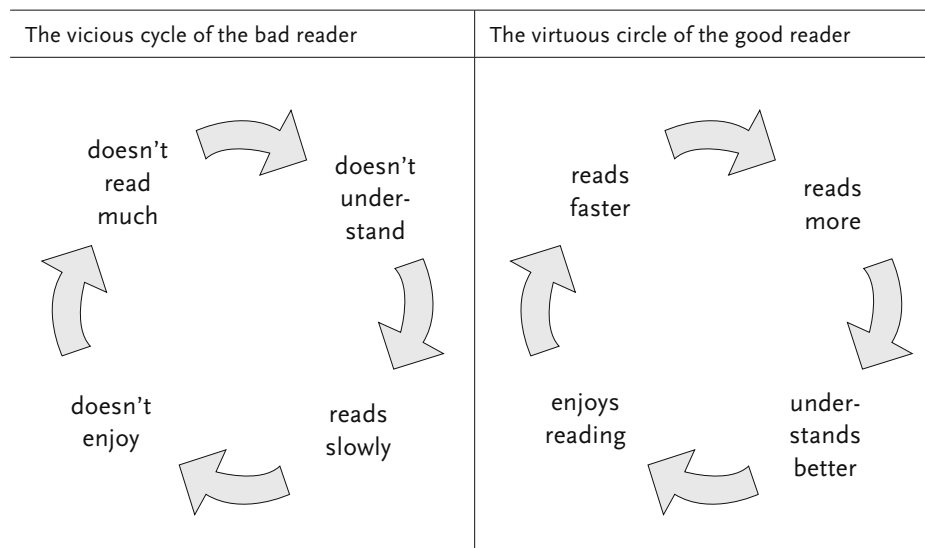 The vicious cycle of the bad reader
doesn't
read
much
doesn't
under-
stand
reads
slowly
doesn't
enjoy
The virtuous circle of the good reader
reads
faster
reads
more
under-
stands
better
enjoys
reading